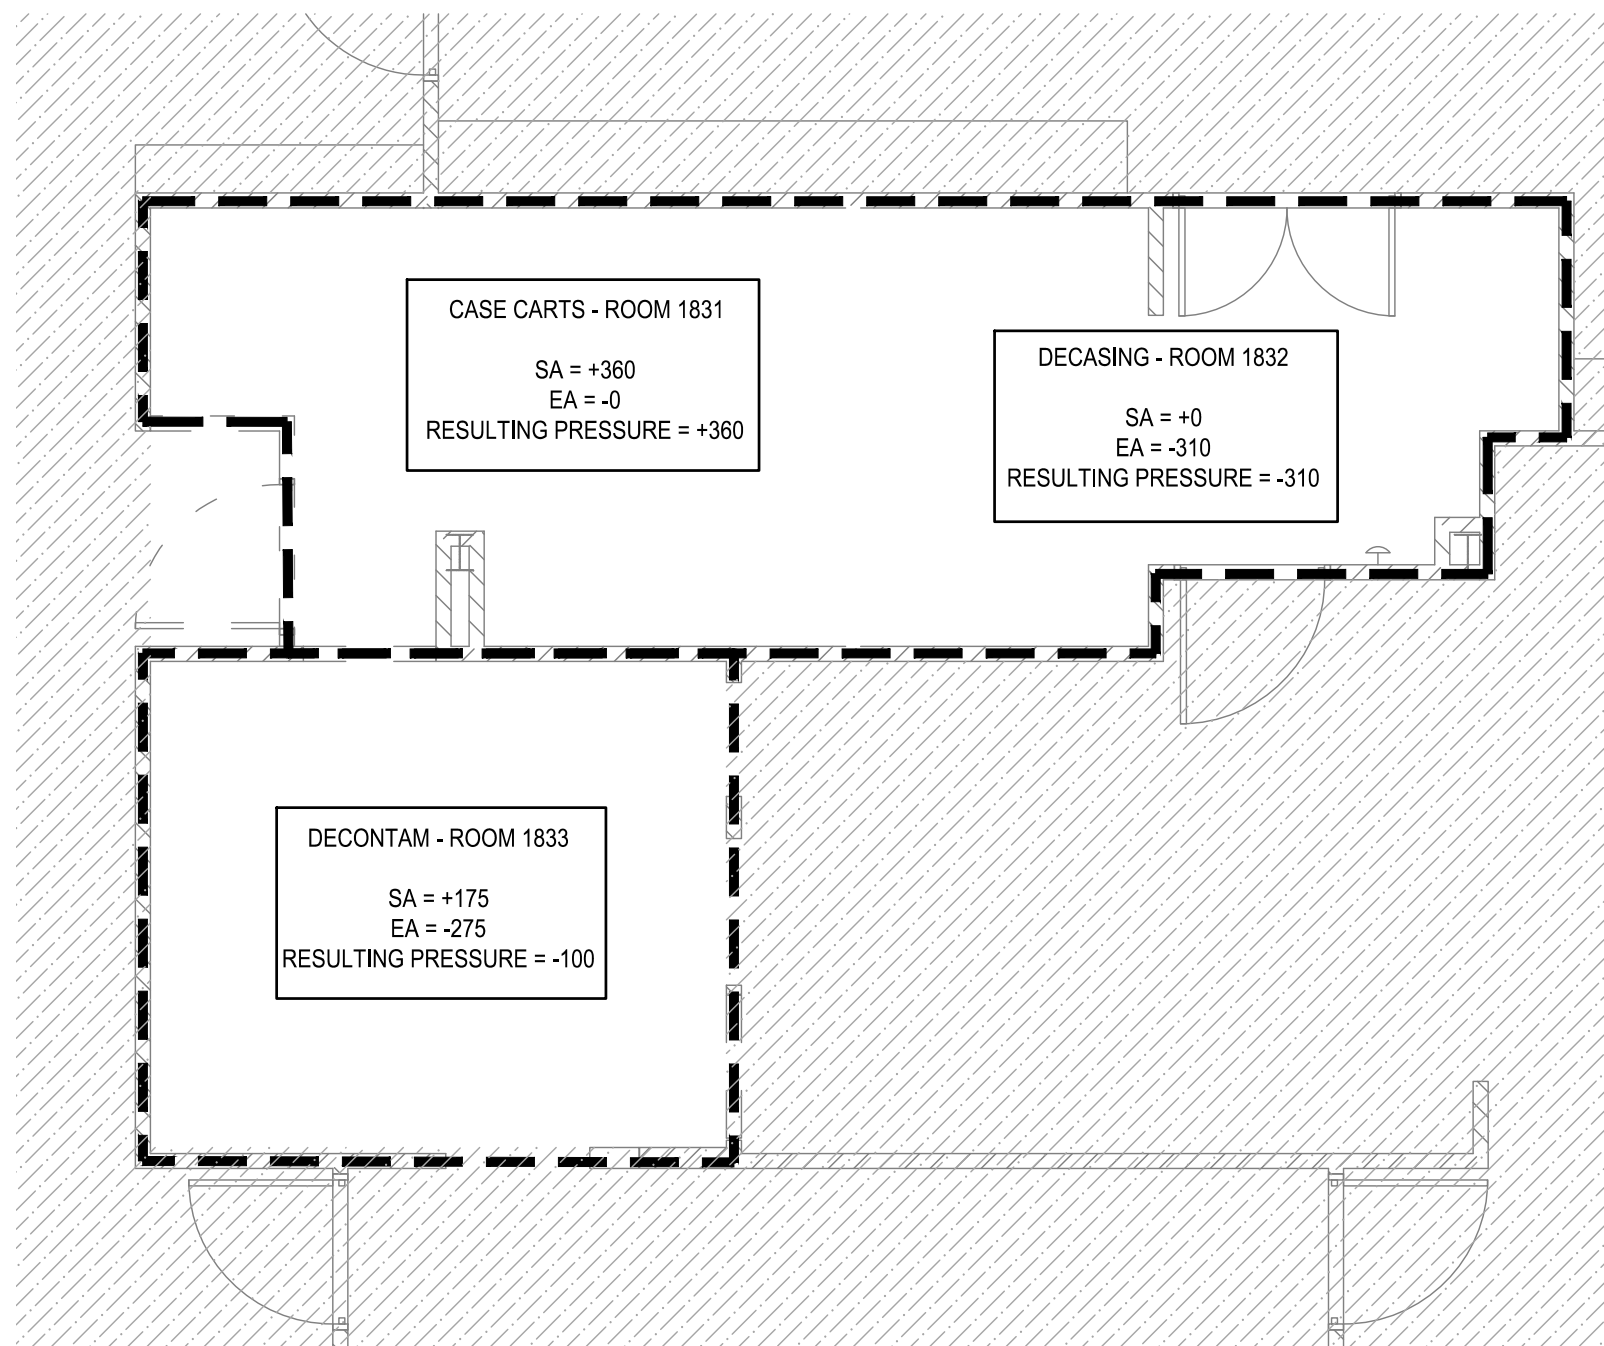 CASE CARTS - ROOM 1831
SA = +360
EA = -0
RESULTING PRESSURE = +360
DECASING - ROOM 1832
SA = +0
EA = -310
RESULTING PRESSURE = -310
DECONTAM - ROOM 1833
SA = +175
EA = -275
RESULTING PRESSURE = -100